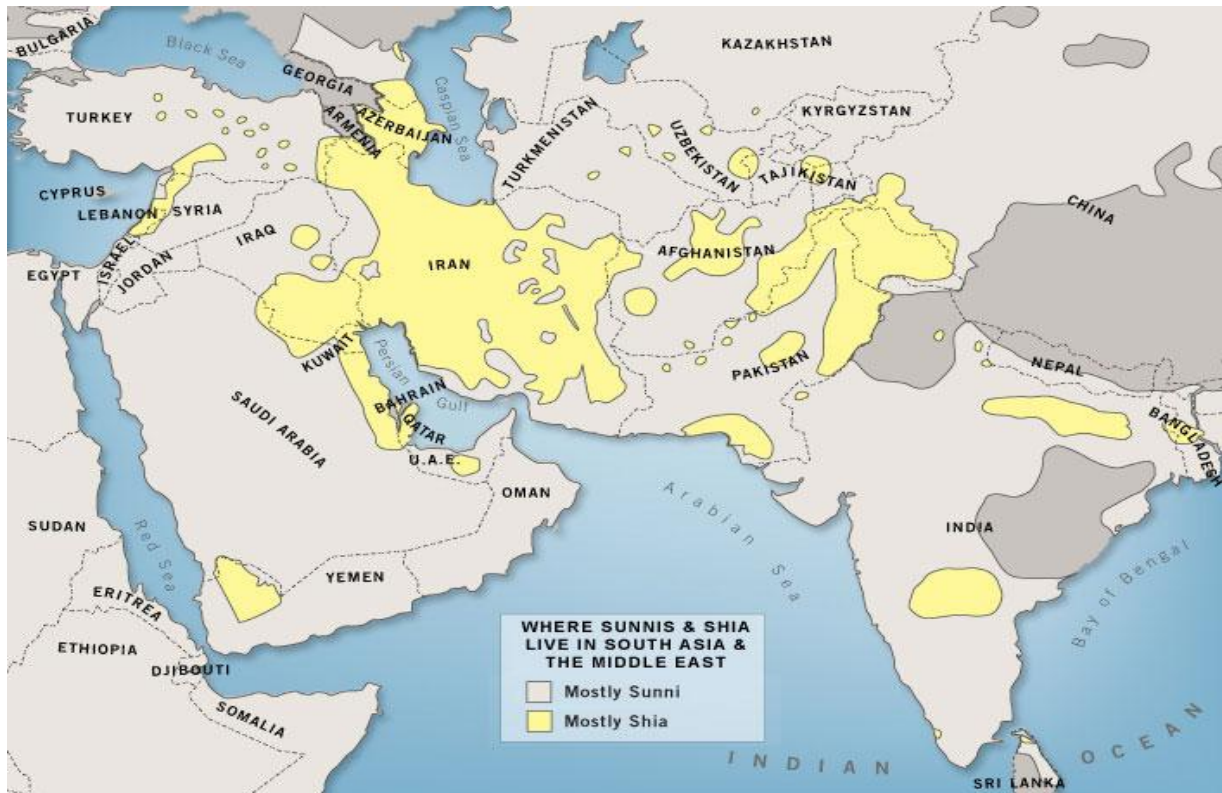 BULGARIA
Black Sea
GEORGIA
ARMENIA
AZERBAIJAN
Caspian Sea
KAZAKHSTAN
KYRGYZSTAN
UZBEKISTAN
TURKMENISTAN
TAJIKISTAN
TURKEY
CYPRUS
LEBANON
SYRIA
ISRAEL
JORDAN
IRAQ
IRAN
AFGHANISTAN
CHINA
EGYPT
KUWAIT
Persian
Gulf
BAHRAIN
QATAR
U.A.E.
SAUDI ARABIA
OMAN
PAKISTAN
NEPAL
BANGLADESH
INDIA
SUDAN
Red Sea
ERITREA
YEMEN
ETHIOPIA
DJIBOUTI
SOMALIA
Arabian Sea
Bay of Bengal
WHERE SUNNIS & SHIA
LIVE IN SOUTH ASIA &
THE MIDDLE EAST
Mostly Sunni
Mostly Shia
INDIAN OCEAN
SRI LANKA